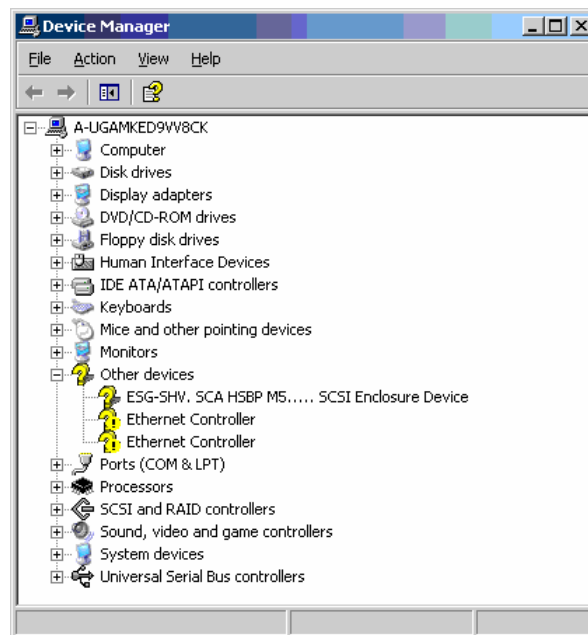 Device Manager
File Action View Help
A-UGAMKED9VV8CK
Computer
Disk drives
Display adapters
DVD/CD-ROM drives
Floppy disk drives
Human Interface Devices
IDE ATA/ATAPI controllers
Keyboards
Mice and other pointing devices
Monitors
Other devices
ESG-SHV. SCA HSBP M5..... SCSI Enclosure Device
Ethernet Controller
Ethernet Controller
Ports (COM & LPT)
Processors
SCSI and RAID controllers
Sound, video and game controllers
System devices
Universal Serial Bus controllers